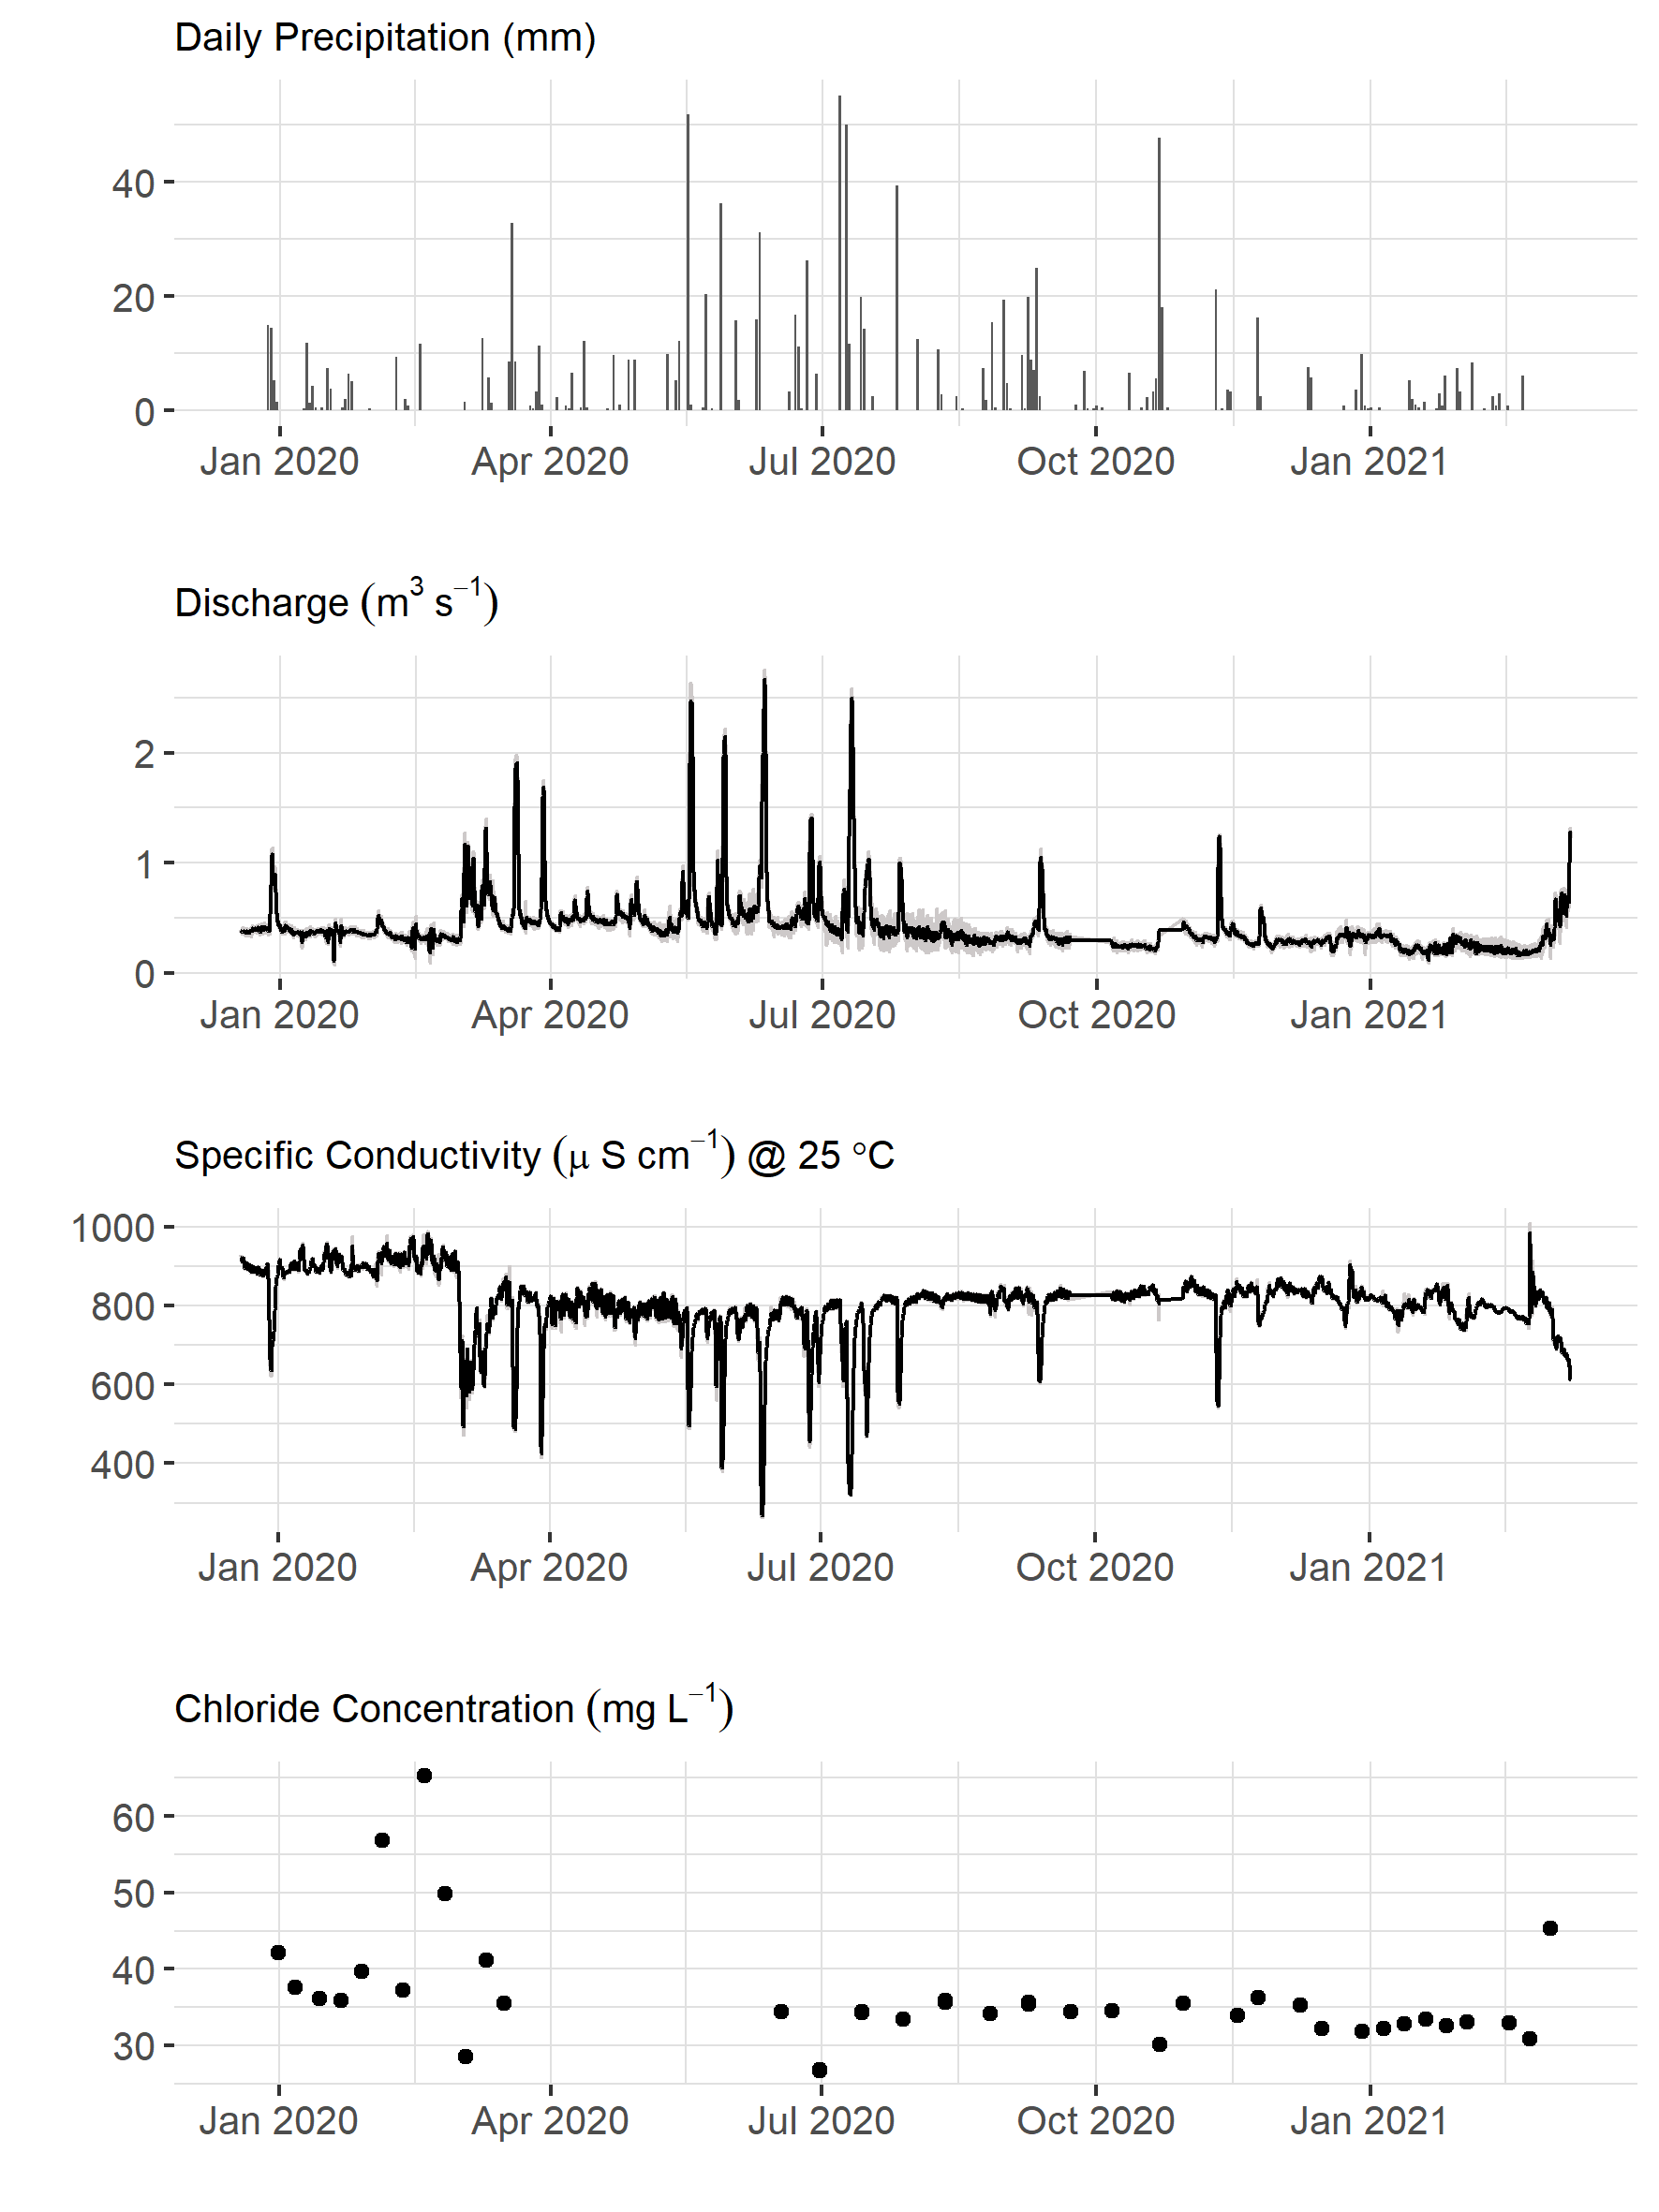 Daily Precipitation (mm)
40
20
0
Jan 2020 Apr 2020 Jul 2020 Oct 2020 Jan 2021
Discharge (m³ s⁻¹)
2
1
0
Jan 2020 Apr 2020 Jul 2020 Oct 2020 Jan 2021
Specific Conductivity (μ S cm⁻¹) @ 25 °C
1000
800
600
400
Jan 2020 Apr 2020 Jul 2020 Oct 2020 Jan 2021
Chloride Concentration (mg L⁻¹)
60
50
40
30
Jan 2020 Apr 2020 Jul 2020 Oct 2020 Jan 2021